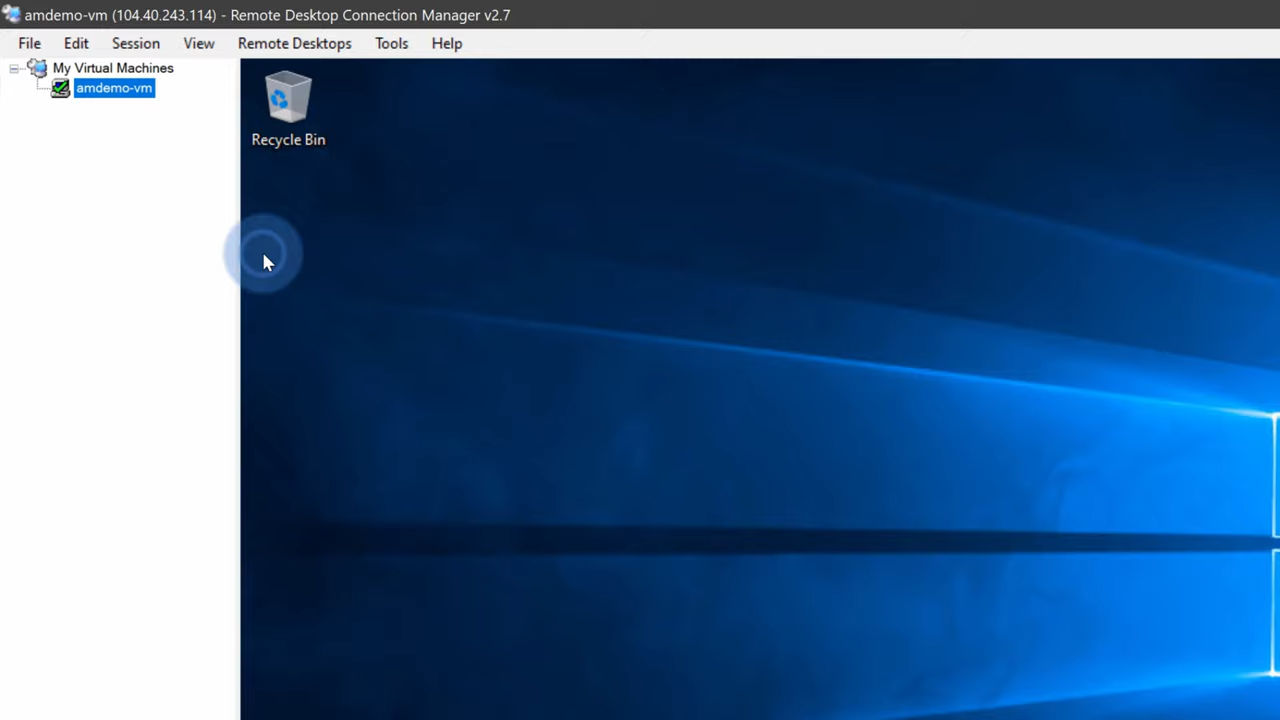 amdemo-vm (104.40.243.114) - Remote Desktop Connection Manager v2.7
File Edit Session View Remote Desktops Tools Help
My Virtual Machines
amdemo-vm
Recycle Bin